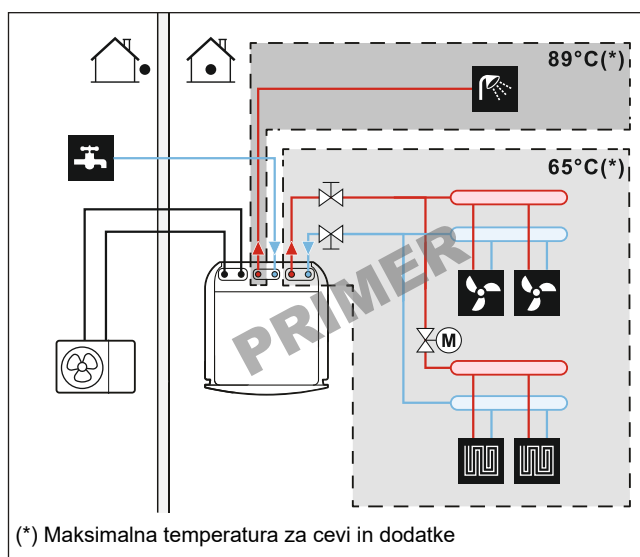 89°C(*)
65°C(*)
PRIMER
M
(*) Maksimalna temperatura za cevi in dodatke